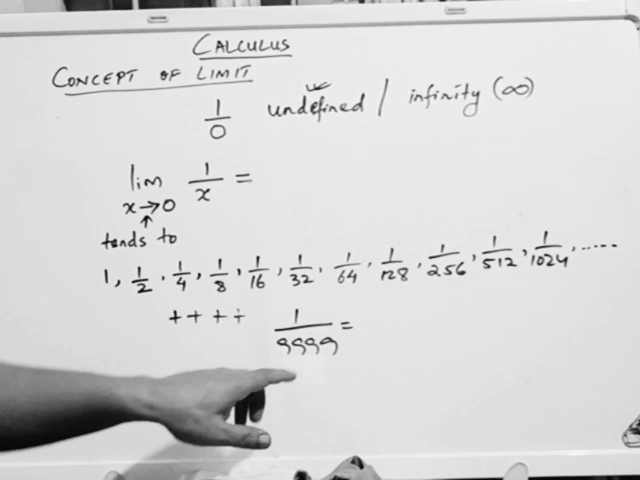 CALCULUS
CONCEPT OF LIMIT
1/0 undefined / infinity (∞)
lim x→0 1/x =
↑
tends to
1, 1/2, 1/4, 1/8, 1/16, 1/32, 1/64, 1/128, 1/256, 1/512, 1/1024, .....
+ + + + 1/9999 =